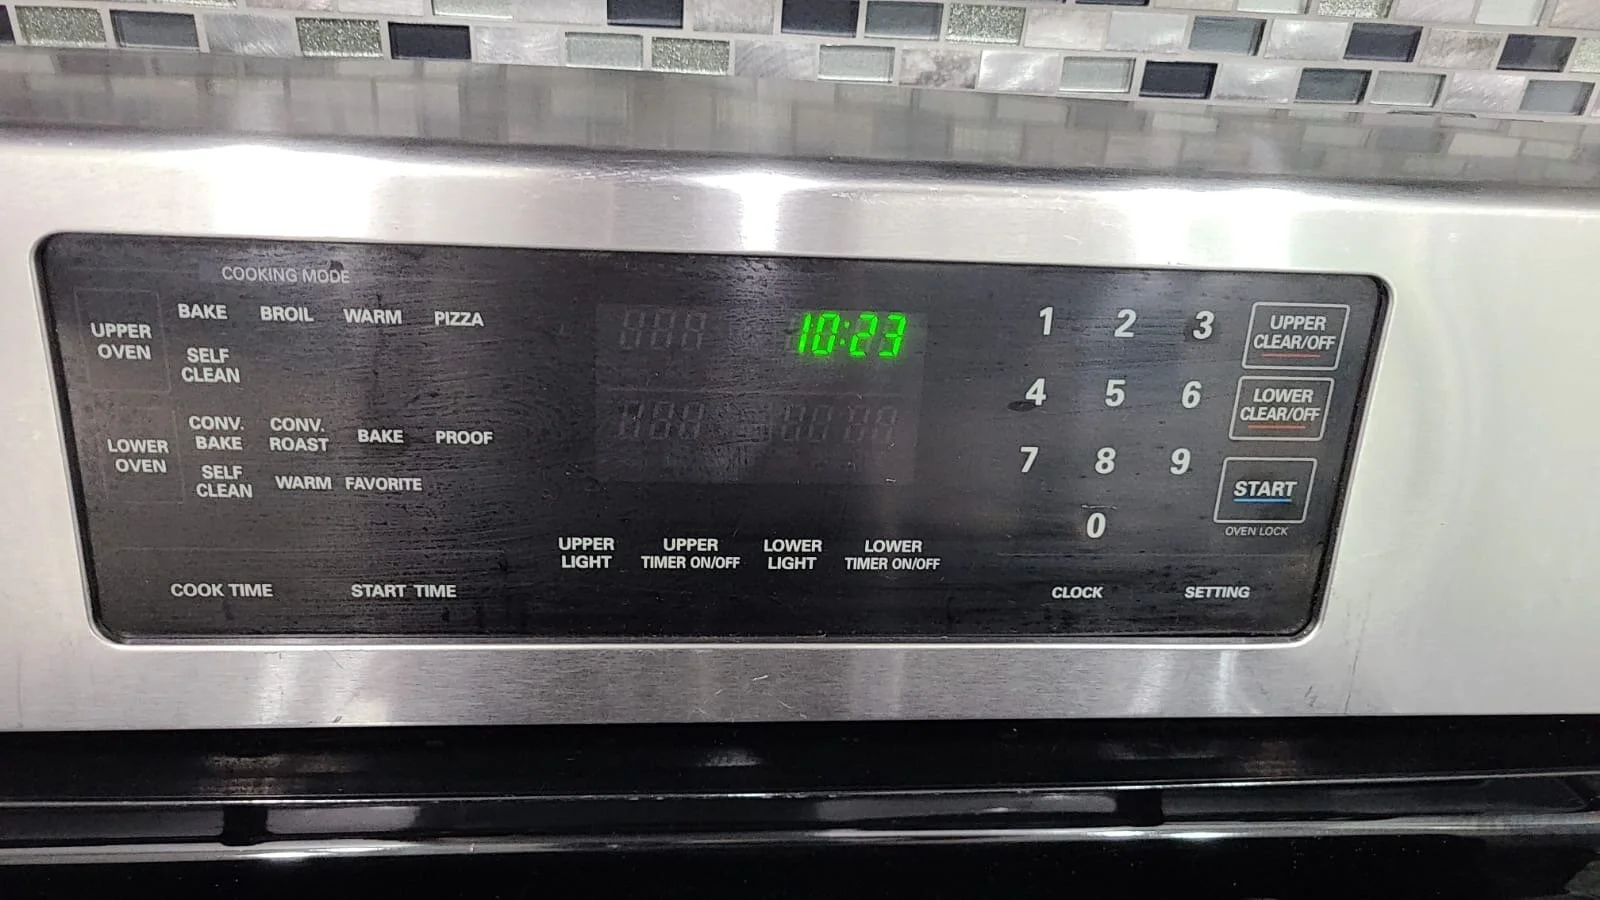 COOKING MODE
UPPER OVEN
BAKE BROIL WARM PIZZA
SELF CLEAN
LOWER OVEN
CONV. BAKE
CONV. ROAST
BAKE PROOF
SELF CLEAN
WARM FAVORITE
COOK TIME START TIME
10:23
UPPER LIGHT
UPPER TIMER ON/OFF
LOWER LIGHT
LOWER TIMER ON/OFF
1 2 3
4 5 6
7 8 9
0
CLOCK SETTING
UPPER CLEAR/OFF
LOWER CLEAR/OFF
START
OVEN LOCK